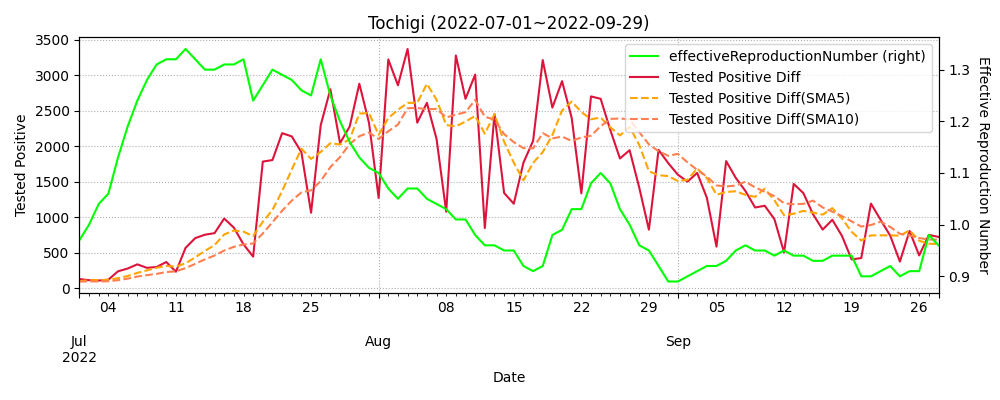 Tochigi (2022-07-01~2022-09-29)
effectiveReproductionNumber (right)
Tested Positive Diff
Tested Positive Diff(SMA5)
Tested Positive Diff(SMA10)
Tested Positive
3500
3000
2500
2000
1500
1000
500
0
1.3
1.2
1.1
1.0
0.9
Effective Reproduction Number
04 11 18 25 08 15 22 29 05 12 19 26
Jul Aug Sep
2022
Date